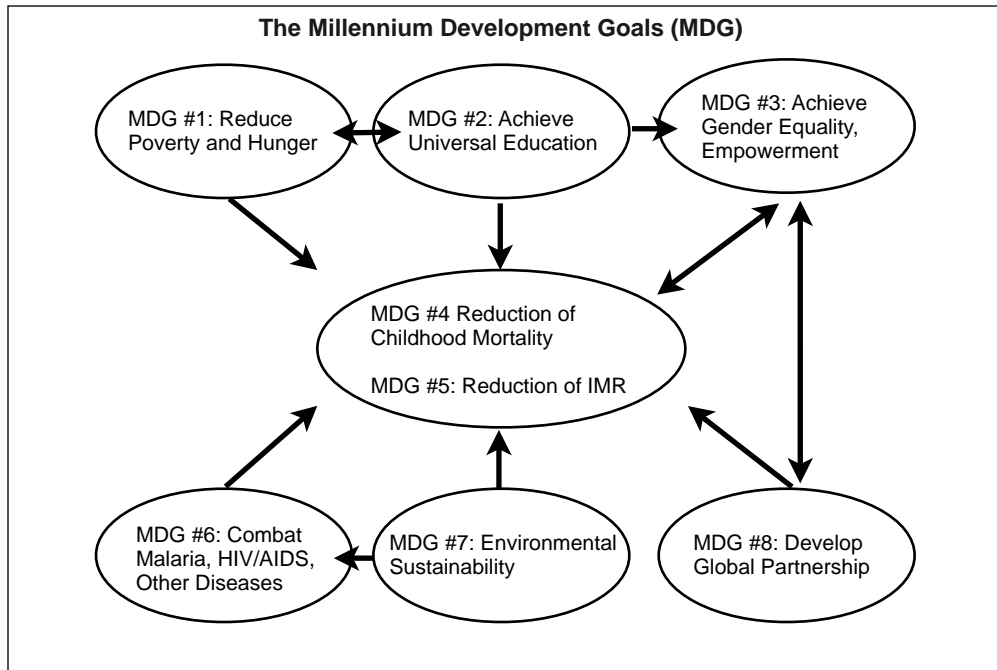 The Millennium Development Goals (MDG)
MDG #1: Reduce
Poverty and Hunger
MDG #2: Achieve
Universal Education
MDG #3: Achieve
Gender Equality,
Empowerment
MDG #4 Reduction of
Childhood Mortality
MDG #5: Reduction of IMR
MDG #6: Combat
Malaria, HIV/AIDS,
Other Diseases
MDG #7: Environmental
Sustainability
MDG #8: Develop
Global Partnership